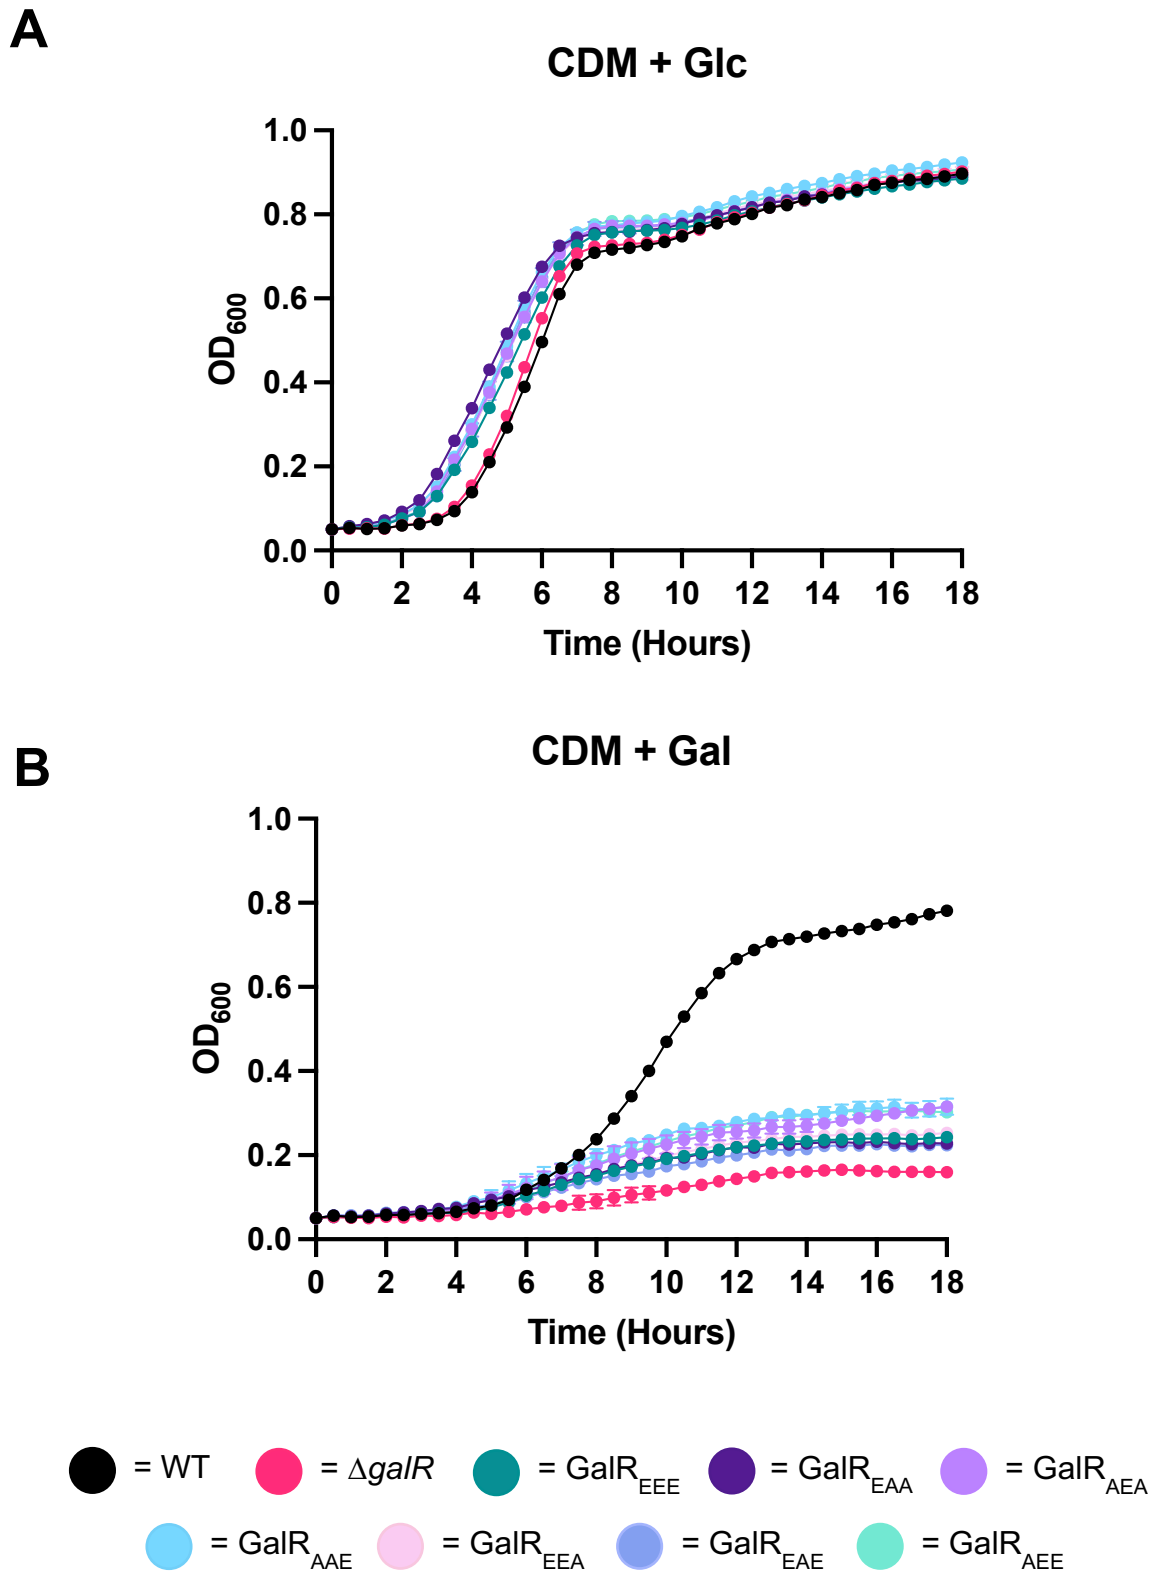 A
CDM + Glc
1.0
0.8
0.6
0.4
0.2
0.0
OD600
0 2 4 6 8 10 12 14 16 18
Time (Hours)
B
CDM + Gal
1.0
0.8
0.6
0.4
0.2
0.0
OD600
0 2 4 6 8 10 12 14 16 18
Time (Hours)
= WT = ΔgalR = GalREEE = GalREAA = GalRAEA
= GalRAAE = GalREEA = GalREAE = GalRAEE